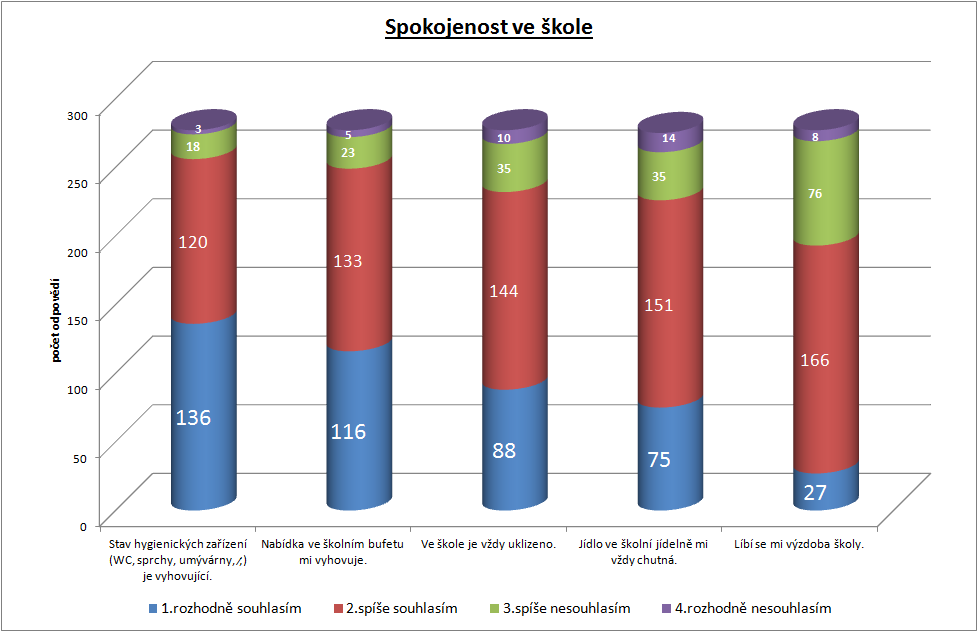 Spokojenost ve škole
300
250
200
150
100
50
0
počet odpovědí
3
18
120
136
5
23
133
116
10
35
144
88
14
35
151
75
8
76
166
27
Stav hygienických zařízení
(WC, sprchy, umývárny,/;)
je vyhovující.
Nabídka ve školním bufetu
mi vyhovuje.
Ve škole je vždy uklizeno.
Jídlo ve školní jídelně mi
vždy chutná.
Líbí se mi výzdoba školy.
1.rozhodně souhlasím
2.spíše souhlasím
3.spíše nesouhlasím
4.rozhodně nesouhlasím